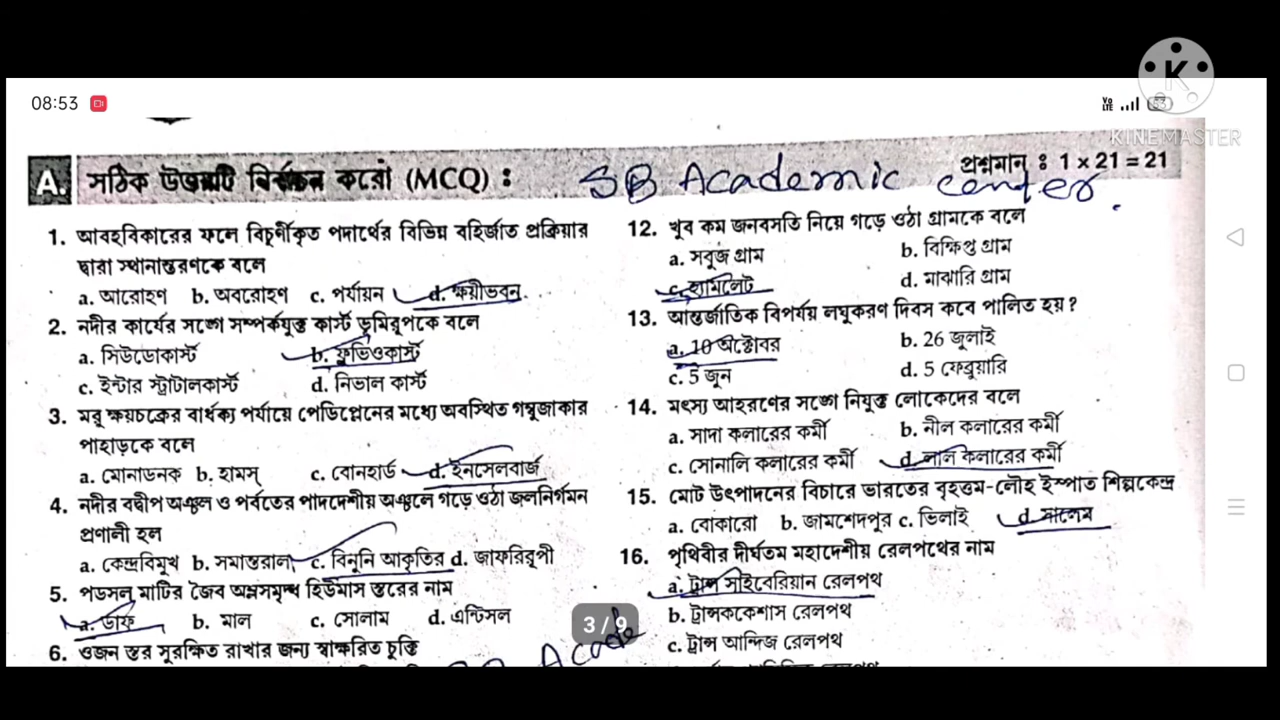 08:53
KINEMASTER
A. সঠিক উত্তরটি নির্বাচন করো (MCQ) :
প্রশ্নমান : 1 × 21 = 21
SB Academic center
1. আবহবিকারের ফলে বিচূর্ণীকৃত পদার্থের বিভিন্ন বহির্জাত প্রক্রিয়ার
দ্বারা স্থানান্তরণকে বলে
a. আরোহণ b. অবরোহণ c. পর্যায়ন d. ক্ষয়ীভবন
2. নদীর কার্যের সঙ্গে সম্পর্কযুক্ত কার্স্ট ভূমিরূপকে বলে
a. সিউডোকার্স্ট b. ফ্লুভিওকার্স্ট
c. ইন্টার স্ট্রাটালকার্স্ট d. নিভাল কার্স্ট
3. মরু ক্ষয়চক্রের বার্ধক্য পর্যায়ে পেডিপ্লেনের মধ্যে অবস্থিত গম্বুজাকার
পাহাড়কে বলে
a. মোনাডনক b. হামস্ c. বোনহার্ড d. ইনসেলবার্জ
4. নদীর বদ্বীপ অঞ্চল ও পর্বতের পাদদেশীয় অঞ্চলে গড়ে ওঠা জলনির্গমন
প্রণালী হল
a. কেন্দ্রবিমুখ b. সমান্তরাল c. বিনুনি আকৃতির d. জাফরিরূপী
5. পডসল মাটির জৈব অম্লসমৃদ্ধ হিউমাস স্তরের নাম
a. ডাফ b. মাল c. সোলাম d. এন্টিসল
6. ওজন স্তর সুরক্ষিত রাখার জন্য স্বাক্ষরিত চুক্তি
12. খুব কম জনবসতি নিয়ে গড়ে ওঠা গ্রামকে বলে
a. সবুজ গ্রাম b. বিক্ষিপ্ত গ্রাম
c. হ্যামলেট d. মাঝারি গ্রাম
13. আন্তর্জাতিক বিপর্যয় লঘুকরণ দিবস কবে পালিত হয়?
a. 10 অক্টোবর b. 26 জুলাই
c. 5 জুন d. 5 ফেব্রুয়ারি
14. মৎস্য আহরণের সঙ্গে নিযুক্ত লোকেদের বলে
a. সাদা কলারের কর্মী b. নীল কলারের কর্মী
c. সোনালি কলারের কর্মী d. লাল কলারের কর্মী
15. মোট উৎপাদনের বিচারে ভারতের বৃহত্তম-লৌহ ইস্পাত শিল্পকেন্দ্র
a. বোকারো b. জামশেদপুর c. ভিলাই d. সালেম
16. পৃথিবীর দীর্ঘতম মহাদেশীয় রেলপথের নাম
a. ট্রান্স সাইবেরিয়ান রেলপথ
b. ট্রান্সককেশাস রেলপথ
c. ট্রান্স আন্দিজ রেলপথ
3 / 9
Acade